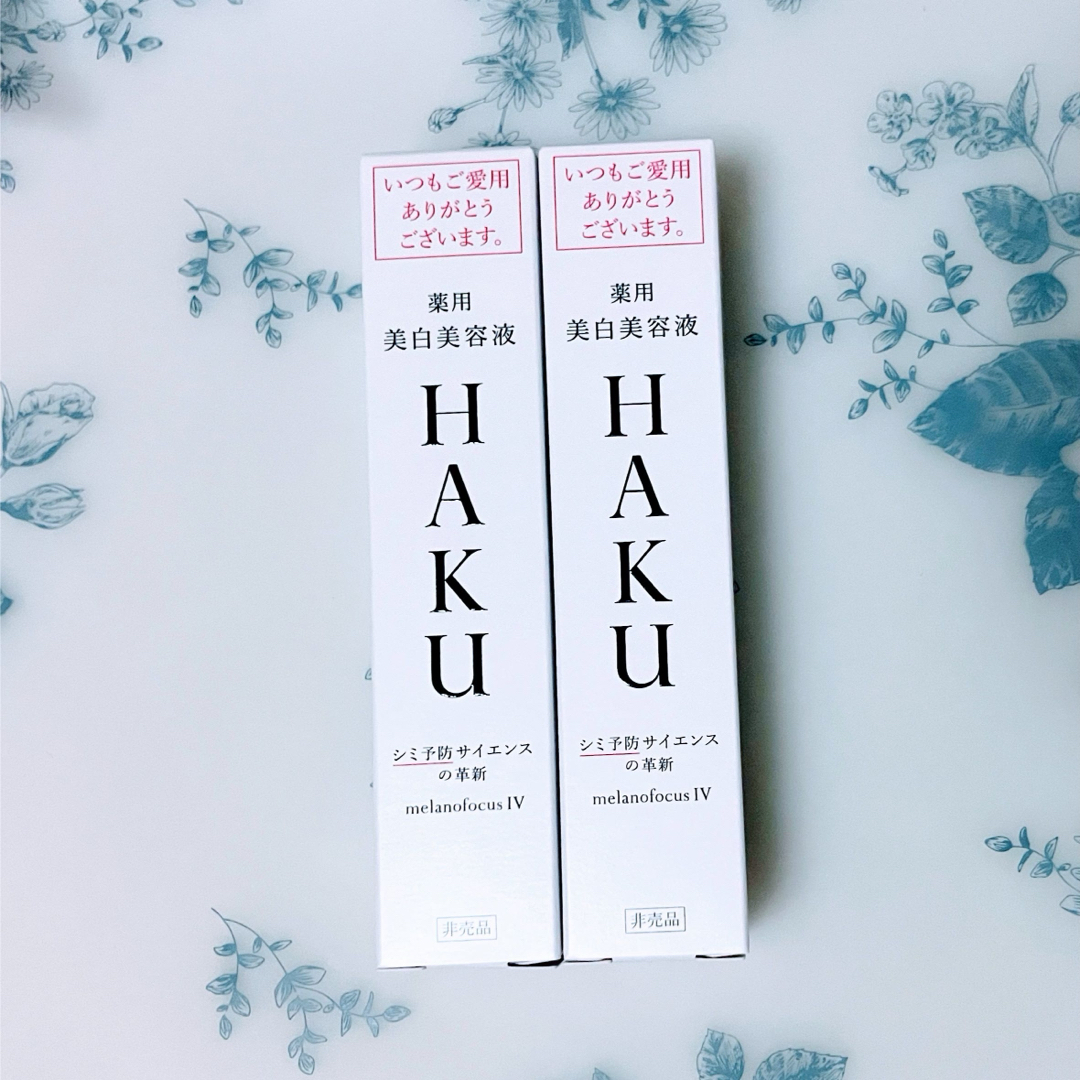 いつもご愛用
ありがとう
ございます。
薬用
美白美容液
HAKU
シミ予防サイエンス
の革新
melanofocus IV
非売品
いつもご愛用
ありがとう
ございます。
薬用
美白美容液
HAKU
シミ予防サイエンス
の革新
melanofocus IV
非売品